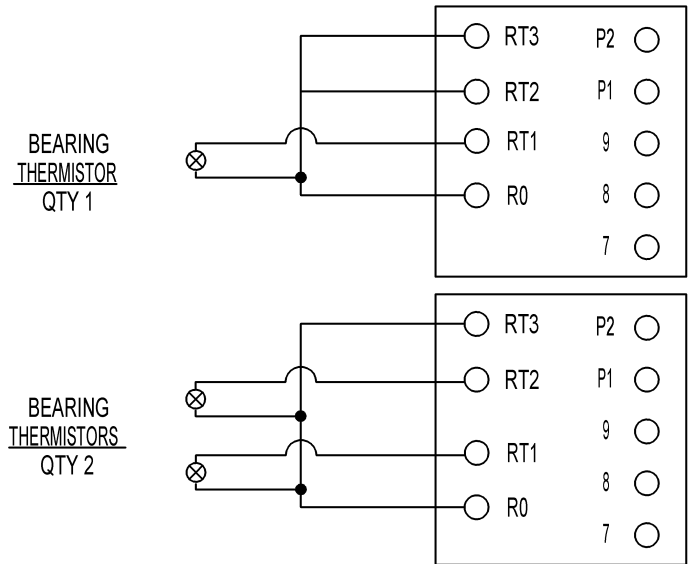 RT3 P2
RT2 P1
BEARING
THERMISTOR
QTY 1
RT1 9
R0 8
7
RT3 P2
RT2 P1
BEARING
THERMISTORS
QTY 2
RT1 9
R0 8
7